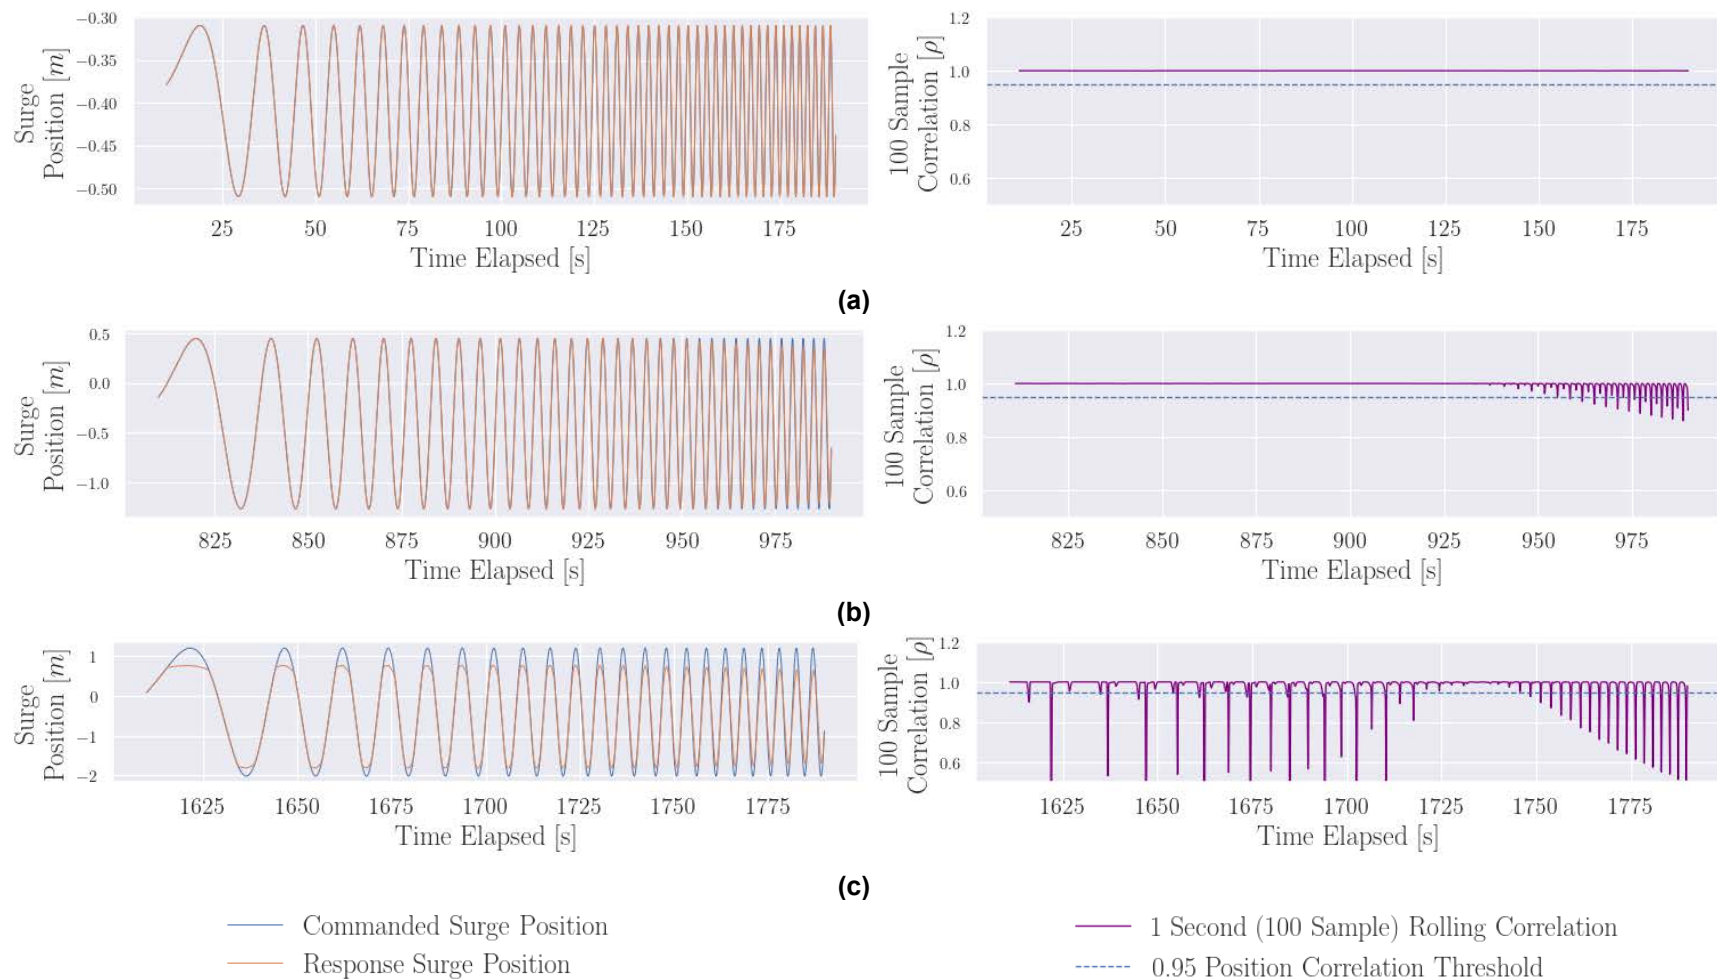 Surge
Position [m]
−0.30
−0.35
−0.40
−0.45
−0.50
25 50 75 100 125 150 175
Time Elapsed [s]
100 Sample
Correlation [ρ]
1.2
1.0
0.8
0.6
25 50 75 100 125 150 175
Time Elapsed [s]
(a)
Surge
Position [m]
0.5
0.0
−0.5
−1.0
825 850 875 900 925 950 975
Time Elapsed [s]
100 Sample
Correlation [ρ]
1.2
1.0
0.8
0.6
825 850 875 900 925 950 975
Time Elapsed [s]
(b)
Surge
Position [m]
1
0
−1
−2
1625 1650 1675 1700 1725 1750 1775
Time Elapsed [s]
100 Sample
Correlation [ρ]
1.2
1.0
0.8
0.6
1625 1650 1675 1700 1725 1750 1775
Time Elapsed [s]
(c)
Commanded Surge Position
Response Surge Position
1 Second (100 Sample) Rolling Correlation
0.95 Position Correlation Threshold